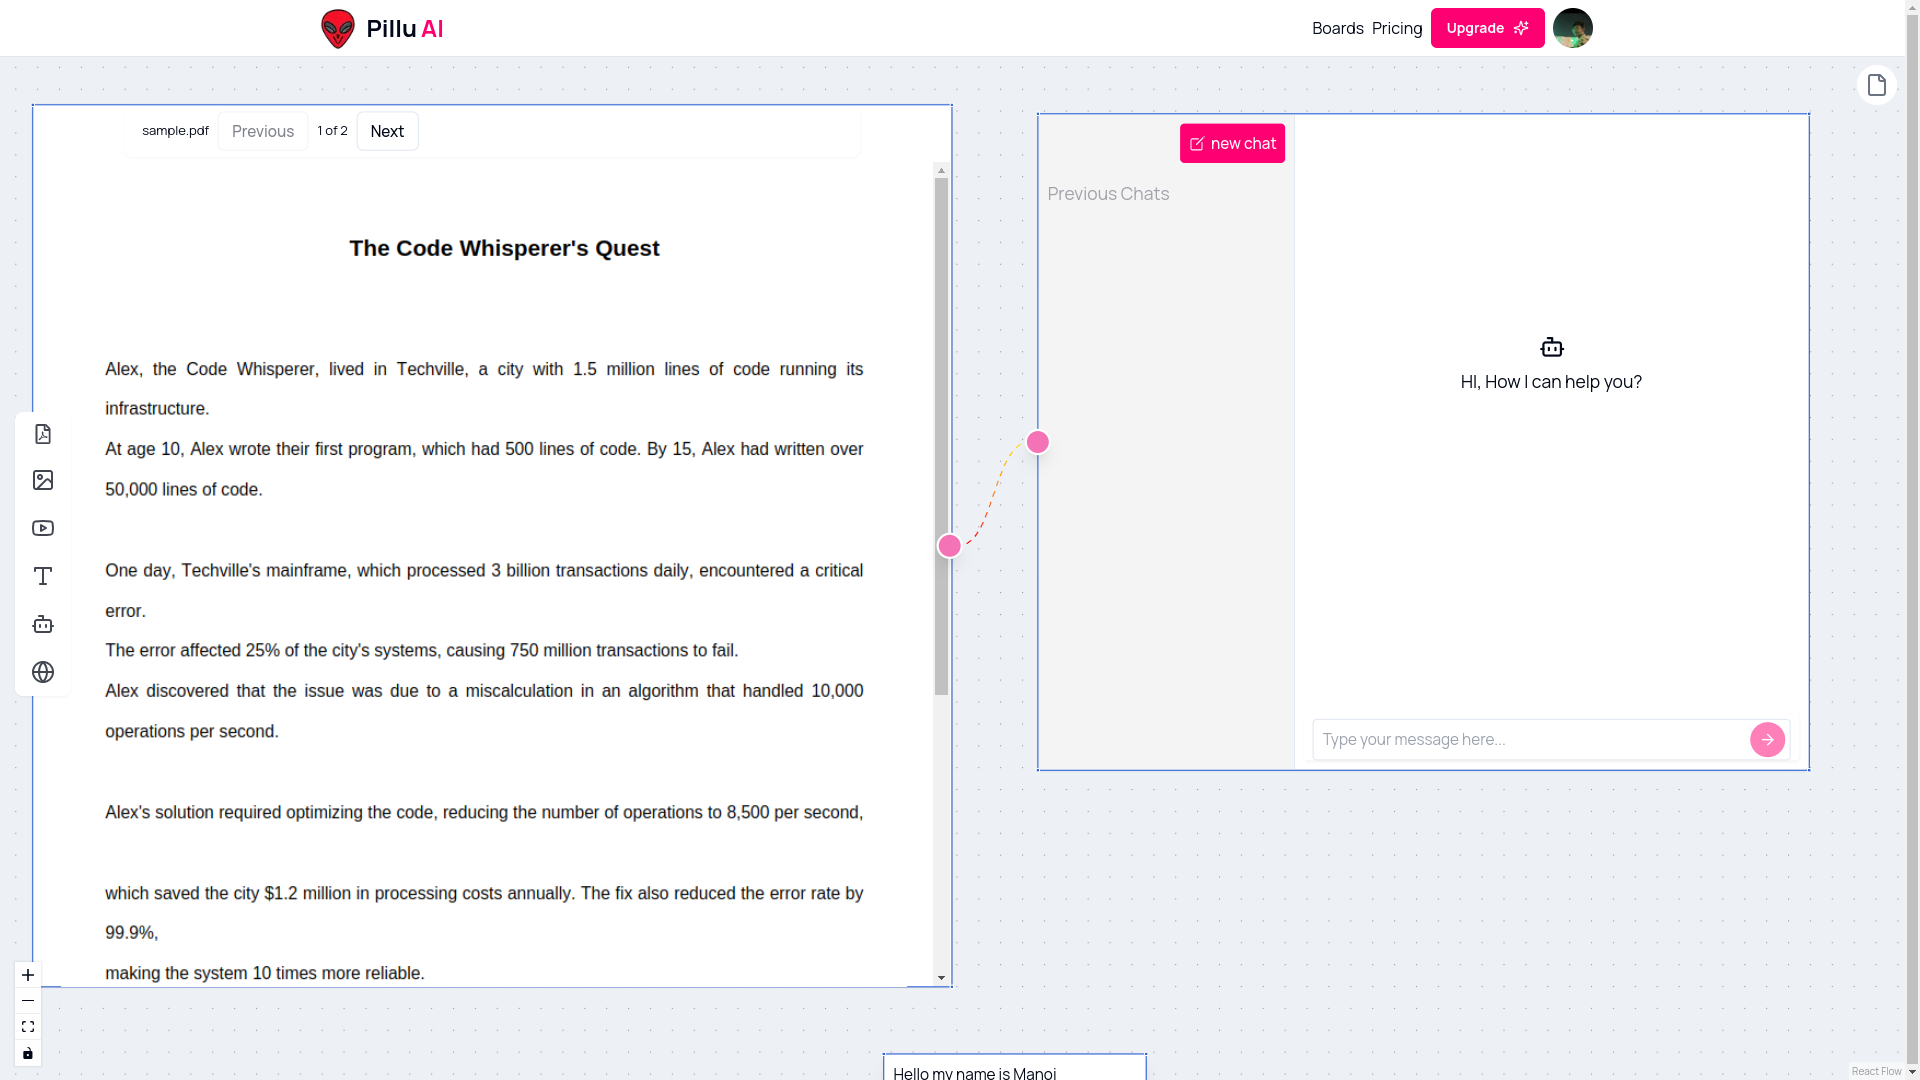 Pillu AI
Boards Pricing Upgrade
sample.pdf Previous 1 of 2 Next
The Code Whisperer's Quest
Alex, the Code Whisperer, lived in Techville, a city with 1.5 million lines of code running its
infrastructure.
At age 10, Alex wrote their first program, which had 500 lines of code. By 15, Alex had written over
50,000 lines of code.
One day, Techville's mainframe, which processed 3 billion transactions daily, encountered a critical
error.
The error affected 25% of the city's systems, causing 750 million transactions to fail.
Alex discovered that the issue was due to a miscalculation in an algorithm that handled 10,000
operations per second.
Alex's solution required optimizing the code, reducing the number of operations to 8,500 per second,
which saved the city $1.2 million in processing costs annually. The fix also reduced the error rate by
99.9%,
making the system 10 times more reliable.
new chat
Previous Chats
HI, How I can help you?
Type your message here...
Hello my name is Manoj
React Flow